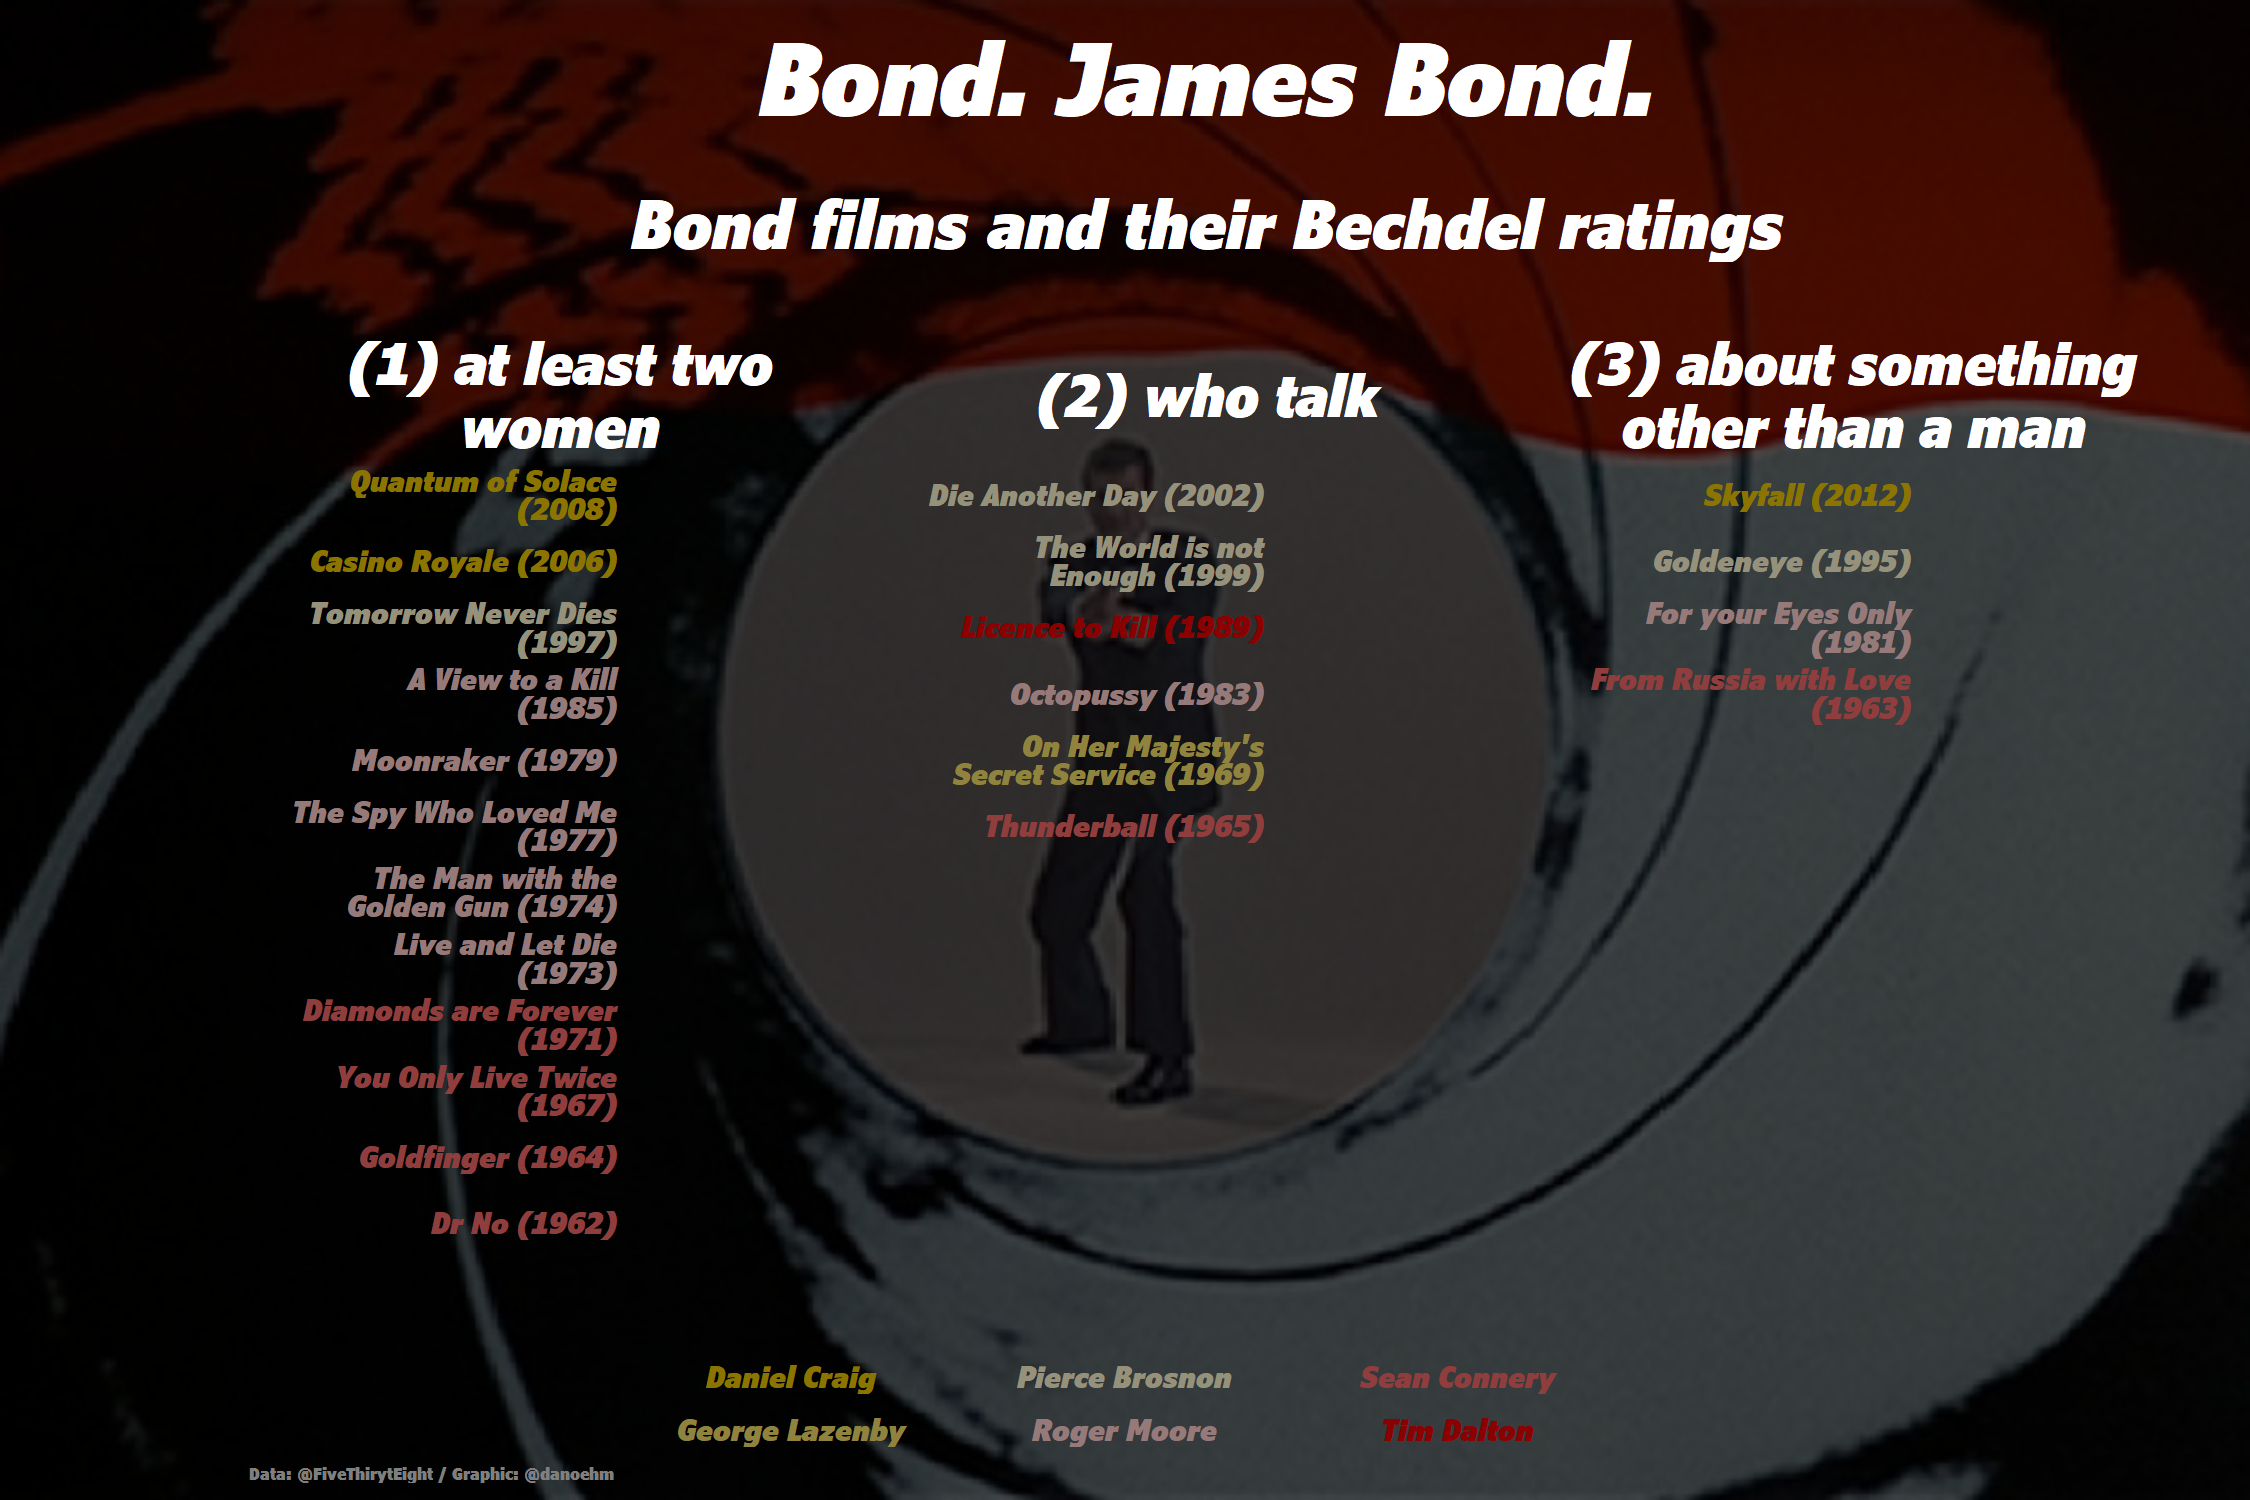 Bond. James Bond.
Bond films and their Bechdel ratings
(1) at least two
women
Quantum of Solace
(2008)
Casino Royale (2006)
Tomorrow Never Dies
(1997)
A View to a Kill
(1985)
Moonraker (1979)
The Spy Who Loved Me
(1977)
The Man with the
Golden Gun (1974)
Live and Let Die
(1973)
Diamonds are Forever
(1971)
You Only Live Twice
(1967)
Goldfinger (1964)
Dr No (1962)
(2) who talk
Die Another Day (2002)
The World is not
Enough (1999)
Licence to Kill (1989)
Octopussy (1983)
On Her Majesty's
Secret Service (1969)
Thunderball (1965)
(3) about something
other than a man
Skyfall (2012)
Goldeneye (1995)
For your Eyes Only
(1981)
From Russia with Love
(1963)
Daniel Craig
Pierce Brosnon
Sean Connery
George Lazenby
Roger Moore
Tim Dalton
Data: @FiveThirytEight / Graphic: @danoehm